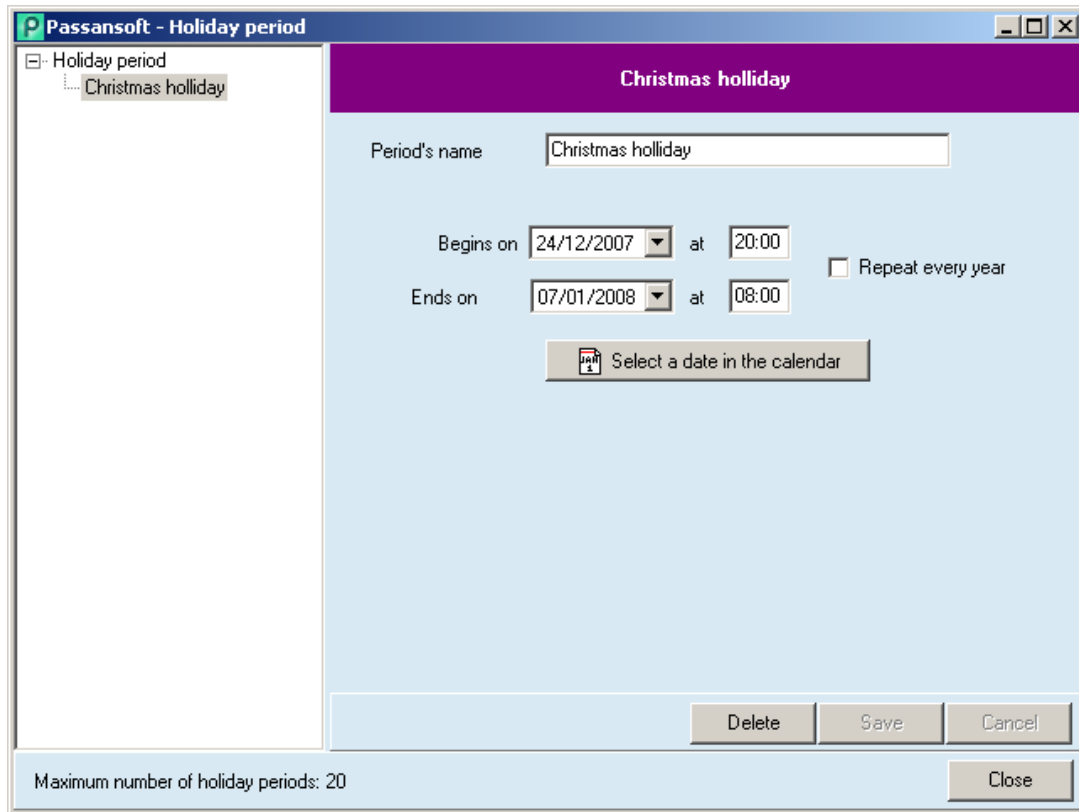 Passansoft - Holiday period
Holiday period
Christmas holliday
Christmas holliday
Period's name Christmas holliday
Begins on 24/12/2007 at 20:00
Repeat every year
Ends on 07/01/2008 at 08:00
JAN
1
Select a date in the calendar
Delete Save Cancel
Maximum number of holiday periods: 20
Close